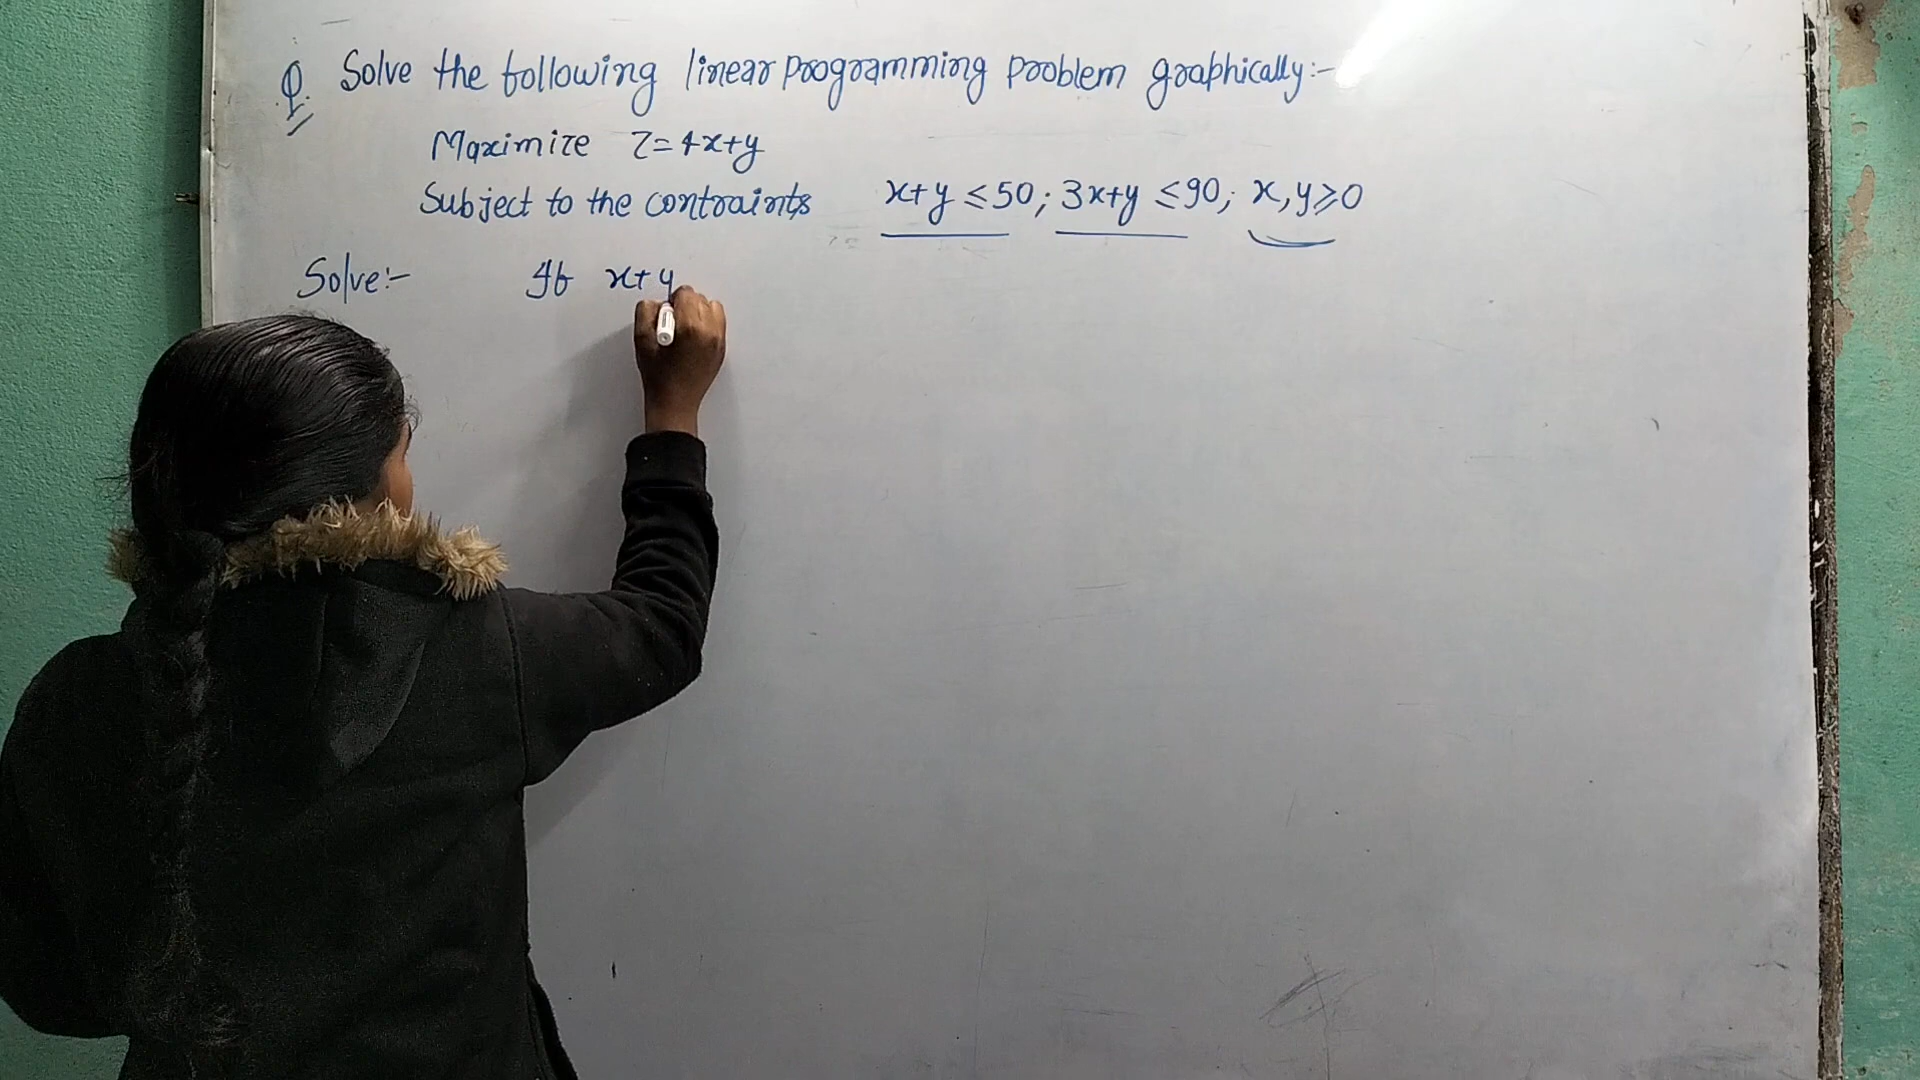 Q. Solve the following linear programming problem graphically:-
Maximize Z=4x+y
Subject to the contraints x+y ≤50; 3x+y ≤90; x,y≥0
Solve:- If x+y